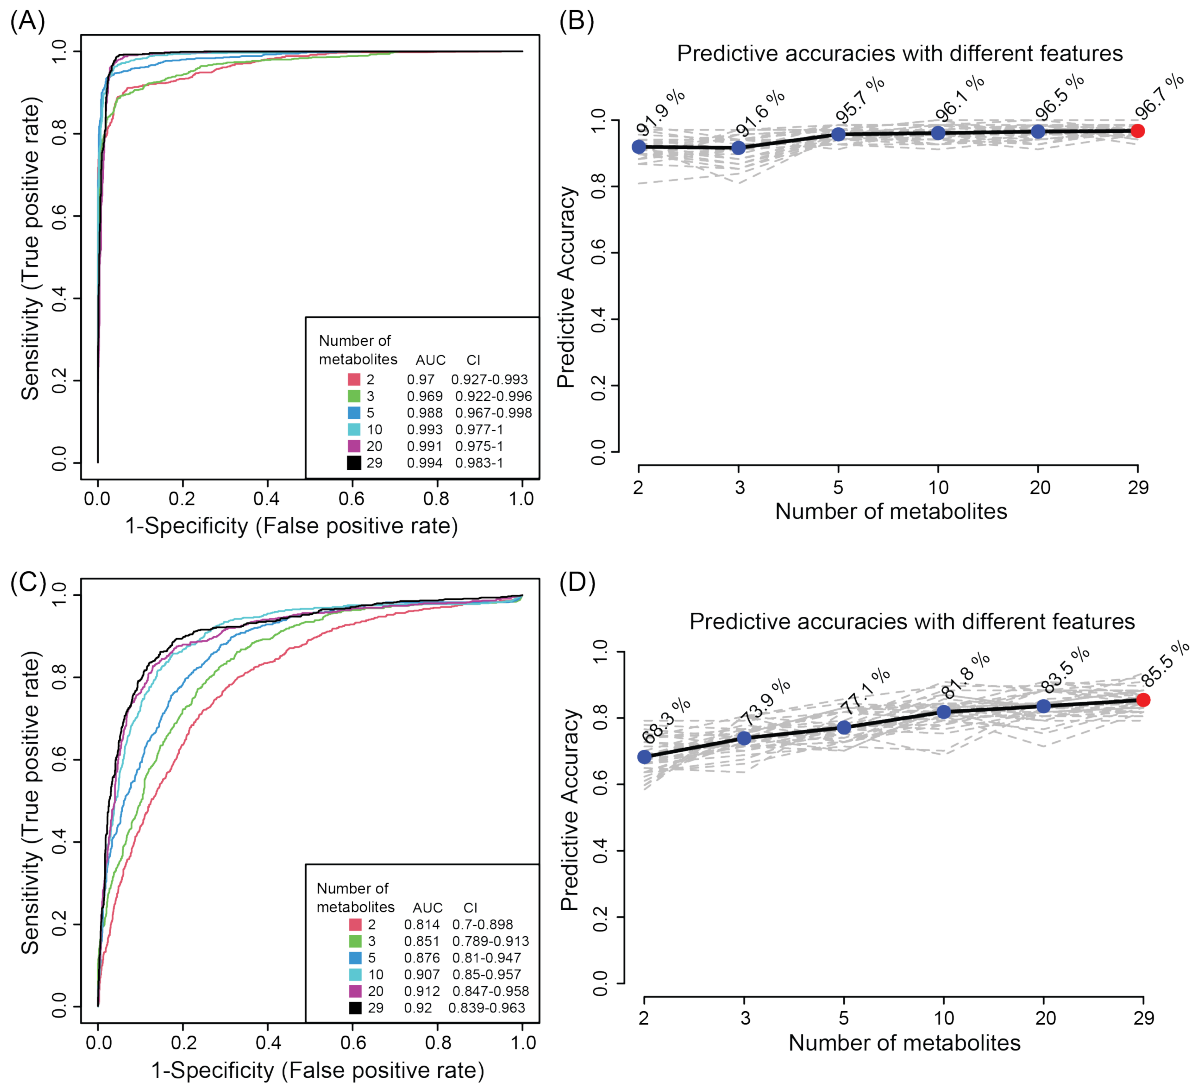 (A)
1.0
0.8
0.6
0.4
0.2
0.0
Sensitivity (True positive rate)
Number of
metabolites AUC CI
2 0.97 0.927-0.993
3 0.969 0.922-0.996
5 0.988 0.967-0.998
10 0.993 0.977-1
20 0.991 0.975-1
29 0.994 0.983-1
0.0 0.2 0.4 0.6 0.8 1.0
1-Specificity (False positive rate)
(B)
Predictive accuracies with different features
91.9 % 91.6 % 95.7 % 96.1 % 96.5 % 96.7 %
1.0
0.8
0.6
0.4
0.2
0.0
Predictive Accuracy
2 3 5 10 20 29
Number of metabolites
(C)
1.0
0.8
0.6
0.4
0.2
0.0
Sensitivity (True positive rate)
Number of
metabolites AUC CI
2 0.814 0.7-0.898
3 0.851 0.789-0.913
5 0.876 0.81-0.947
10 0.907 0.85-0.957
20 0.912 0.847-0.958
29 0.92 0.839-0.963
0.0 0.2 0.4 0.6 0.8 1.0
1-Specificity (False positive rate)
(D)
Predictive accuracies with different features
68.3 % 73.9 % 77.1 % 81.8 % 83.5 % 85.5 %
1.0
0.8
0.6
0.4
0.2
0.0
Predictive Accuracy
2 3 5 10 20 29
Number of metabolites